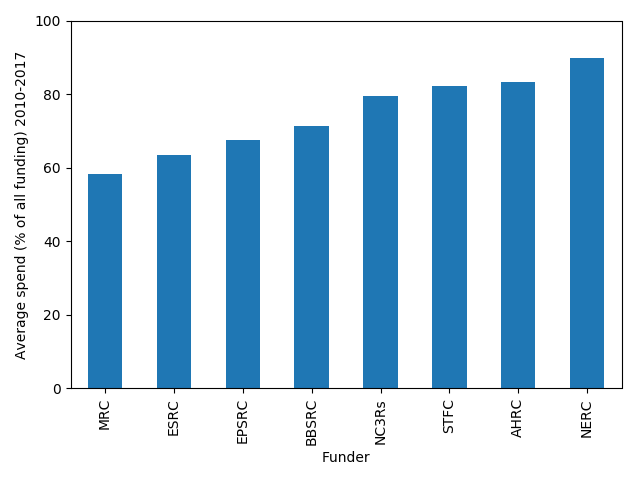 Average spend (% of all funding) 2010-2017
100
80
60
40
20
0
MRC
ESRC
EPSRC
BBSRC
NC3Rs
STFC
AHRC
NERC
Funder